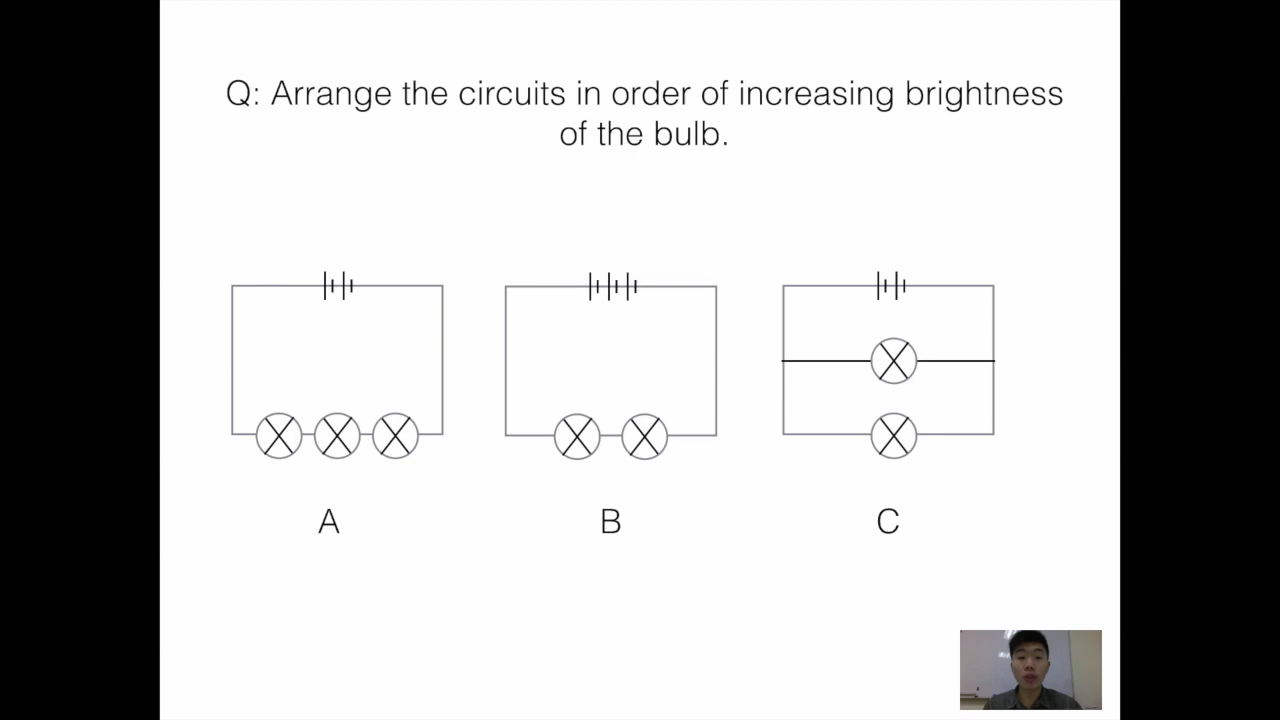 Q: Arrange the circuits in order of increasing brightness
of the bulb.
A
B
C